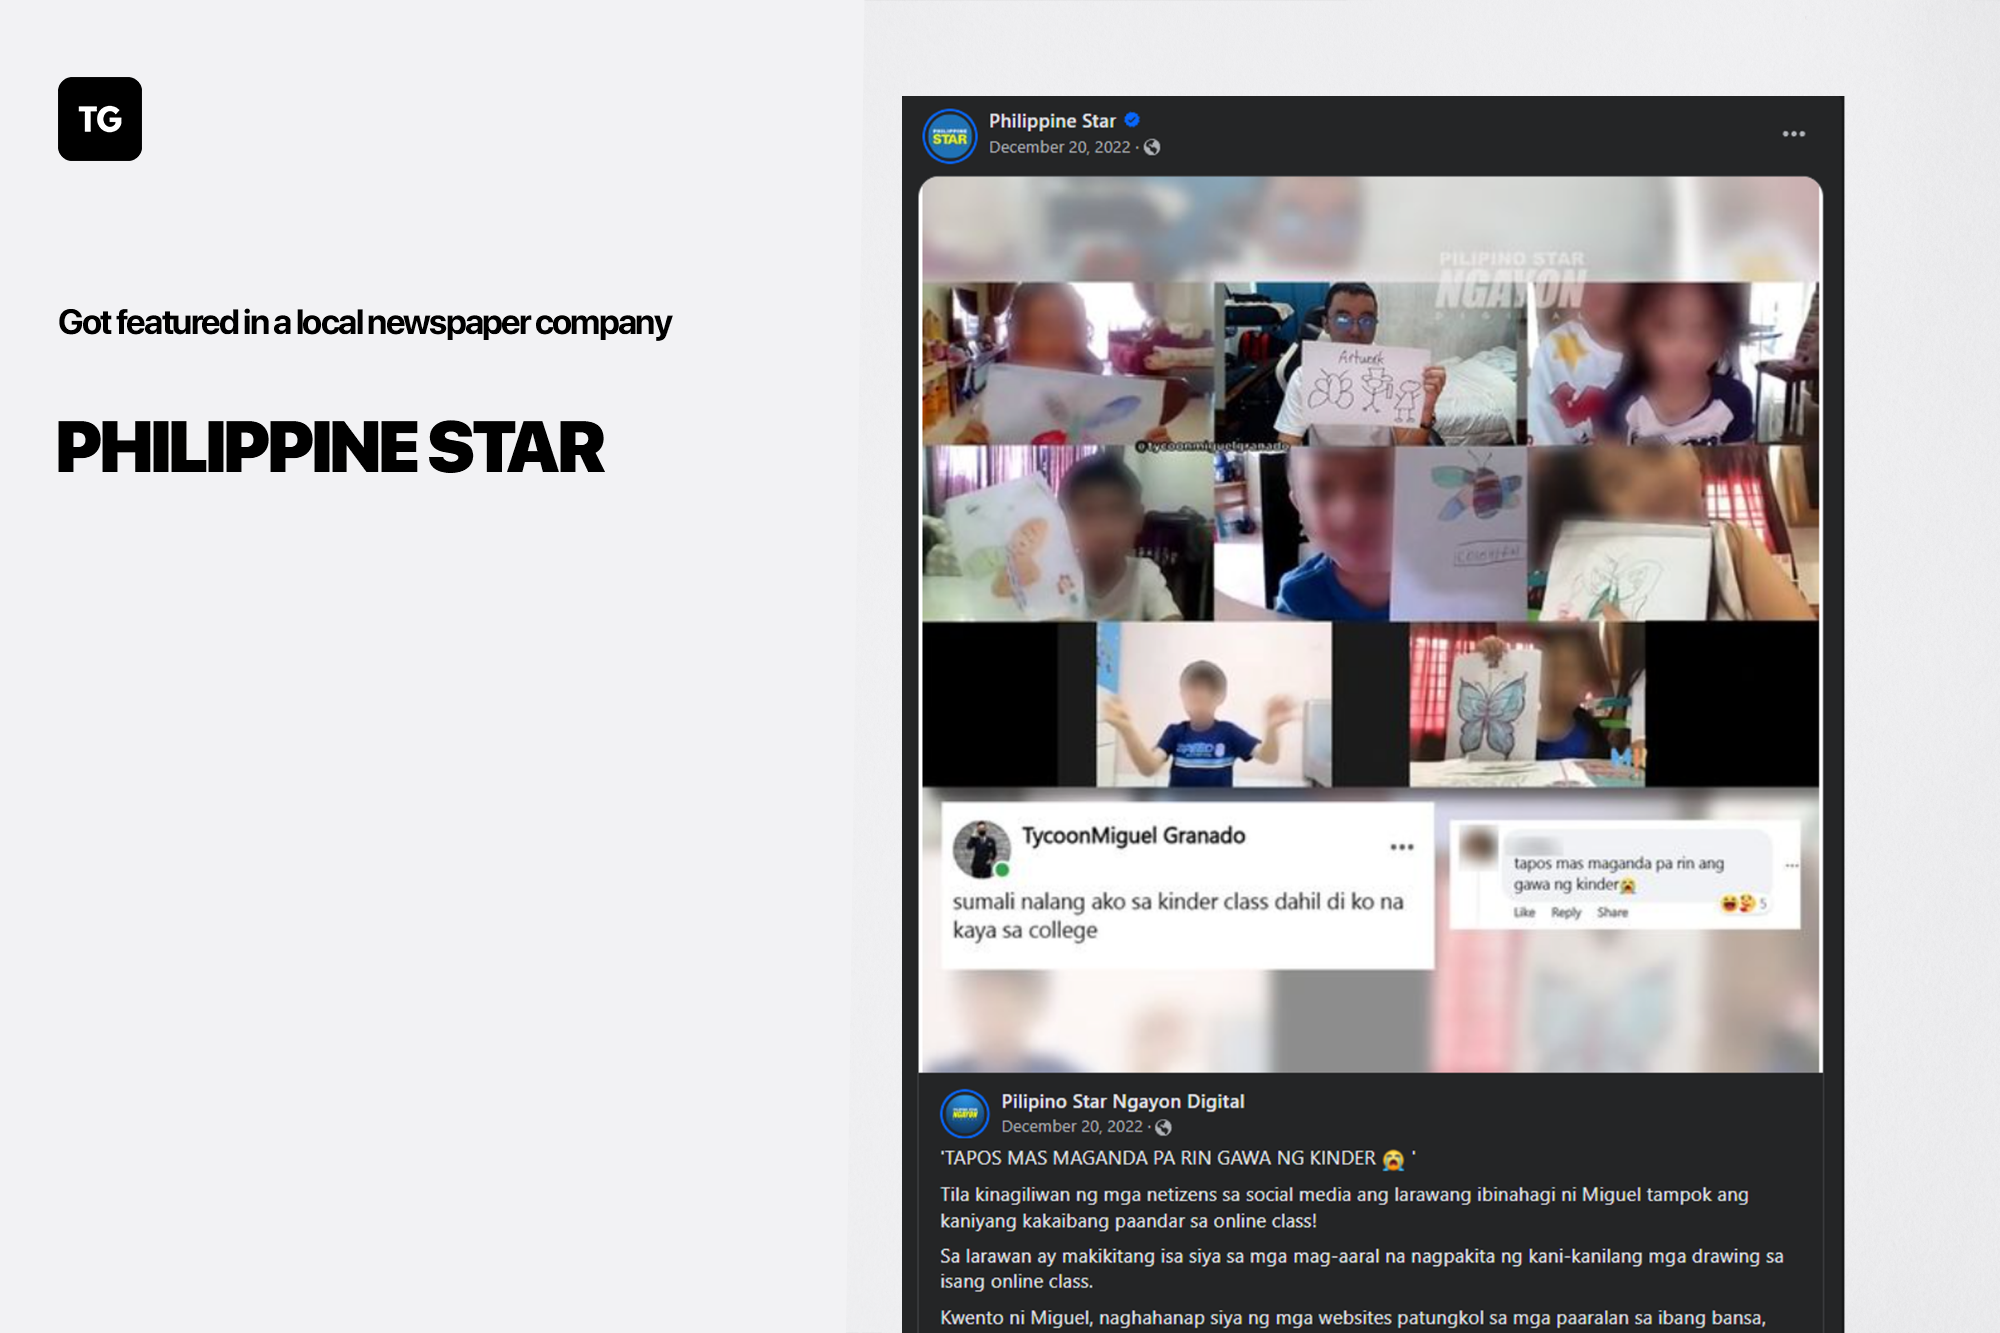 TG
Got featured in a local newspaper company
PHILIPPINE STAR
PHILIPPINE
STAR
Philippine Star
December 20, 2022 ·
PILIPINO STAR
NGAYON
DIGITAL
Artwork
@tycoonmiguelgranado
TycoonMiguel Granado
sumali nalang ako sa kinder class dahil di ko na
kaya sa college
tapos mas maganda pa rin ang
gawa ng kinder😭
Like Reply Share
5
NGAYON
Pilipino Star Ngayon Digital
December 20, 2022 ·
'TAPOS MAS MAGANDA PA RIN GAWA NG KINDER 😭 '
Tila kinagiliwan ng mga netizens sa social media ang larawang ibinahagi ni Miguel tampok ang
kaniyang kakaibang paandar sa online class!
Sa larawan ay makikitang isa siya sa mga mag-aaral na nagpakita ng kani-kanilang mga drawing sa
isang online class.
Kwento ni Miguel, naghahanap siya ng mga websites patungkol sa mga paaralan sa ibang bansa,